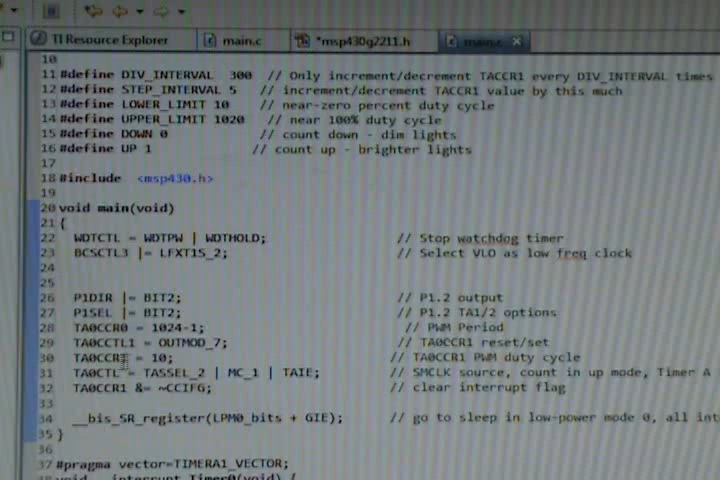 TI Resource Explorer main.c *msp430g2211.h main.c
10
11 #define DIV_INTERVAL 300 // Only increment/decrement TACCR1 every DIV_INTERVAL times
12 #define STEP_INTERVAL 5 // increment/decrement TACCR1 value by this much
13 #define LOWER_LIMIT 10 // near-zero percent duty cycle
14 #define UPPER_LIMIT 1020 // near 100% duty cycle
15 #define DOWN 0 // count down - dim lights
16 #define UP 1 // count up - brighter lights
17
18 #include <msp430.h>
19
20 void main(void)
21 {
22 WDTCTL = WDTPW | WDTHOLD; // Stop watchdog timer
23 BCSCTL3 |= LFXT1S_2; // Select VLO as low freq clock
24
25
26 P1DIR |= BIT2; // P1.2 output
27 P1SEL |= BIT2; // P1.2 TA1/2 options
28 TA0CCR0 = 1024-1; // PWM Period
29 TA0CCTL1 = OUTMOD_7; // TA0CCR1 reset/set
30 TA0CCR1 = 10; // TA0CCR1 PWM duty cycle
31 TA0CTL = TASSEL_2 | MC_1 | TAIE; // SMCLK source, count in up mode, Timer A
32 TA0CCR1 &= ~CCIFG; // clear interrupt flag
33
34 __bis_SR_register(LPM0_bits + GIE); // go to sleep in low-power mode 0, all int
35 }
36
37 #pragma vector=TIMERA1_VECTOR;
38 void __interrupt Timer0(void) {